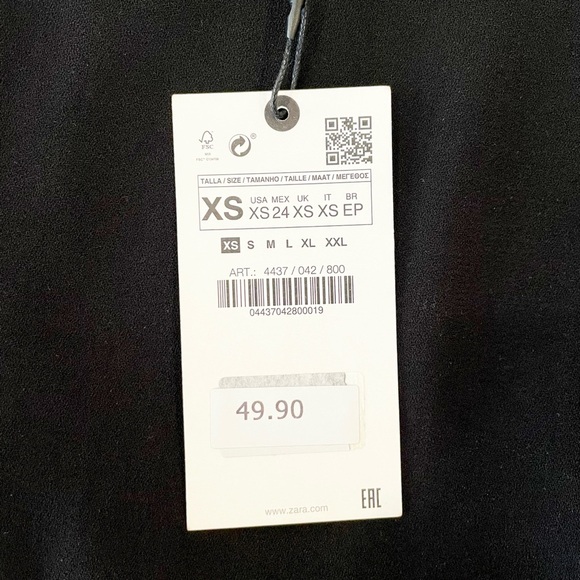 FSC
®
TALLA / SIZE / TAMANHO / TAILLE / MAAT / ΜΕΓΕΘΟΣ
XS
USA MEX UK IT BR
XS 24 XS XS EP
XS S M L XL XXL
ART.: 4437 / 042 / 800
04437042800019
49.90
www.zara.com
EAC